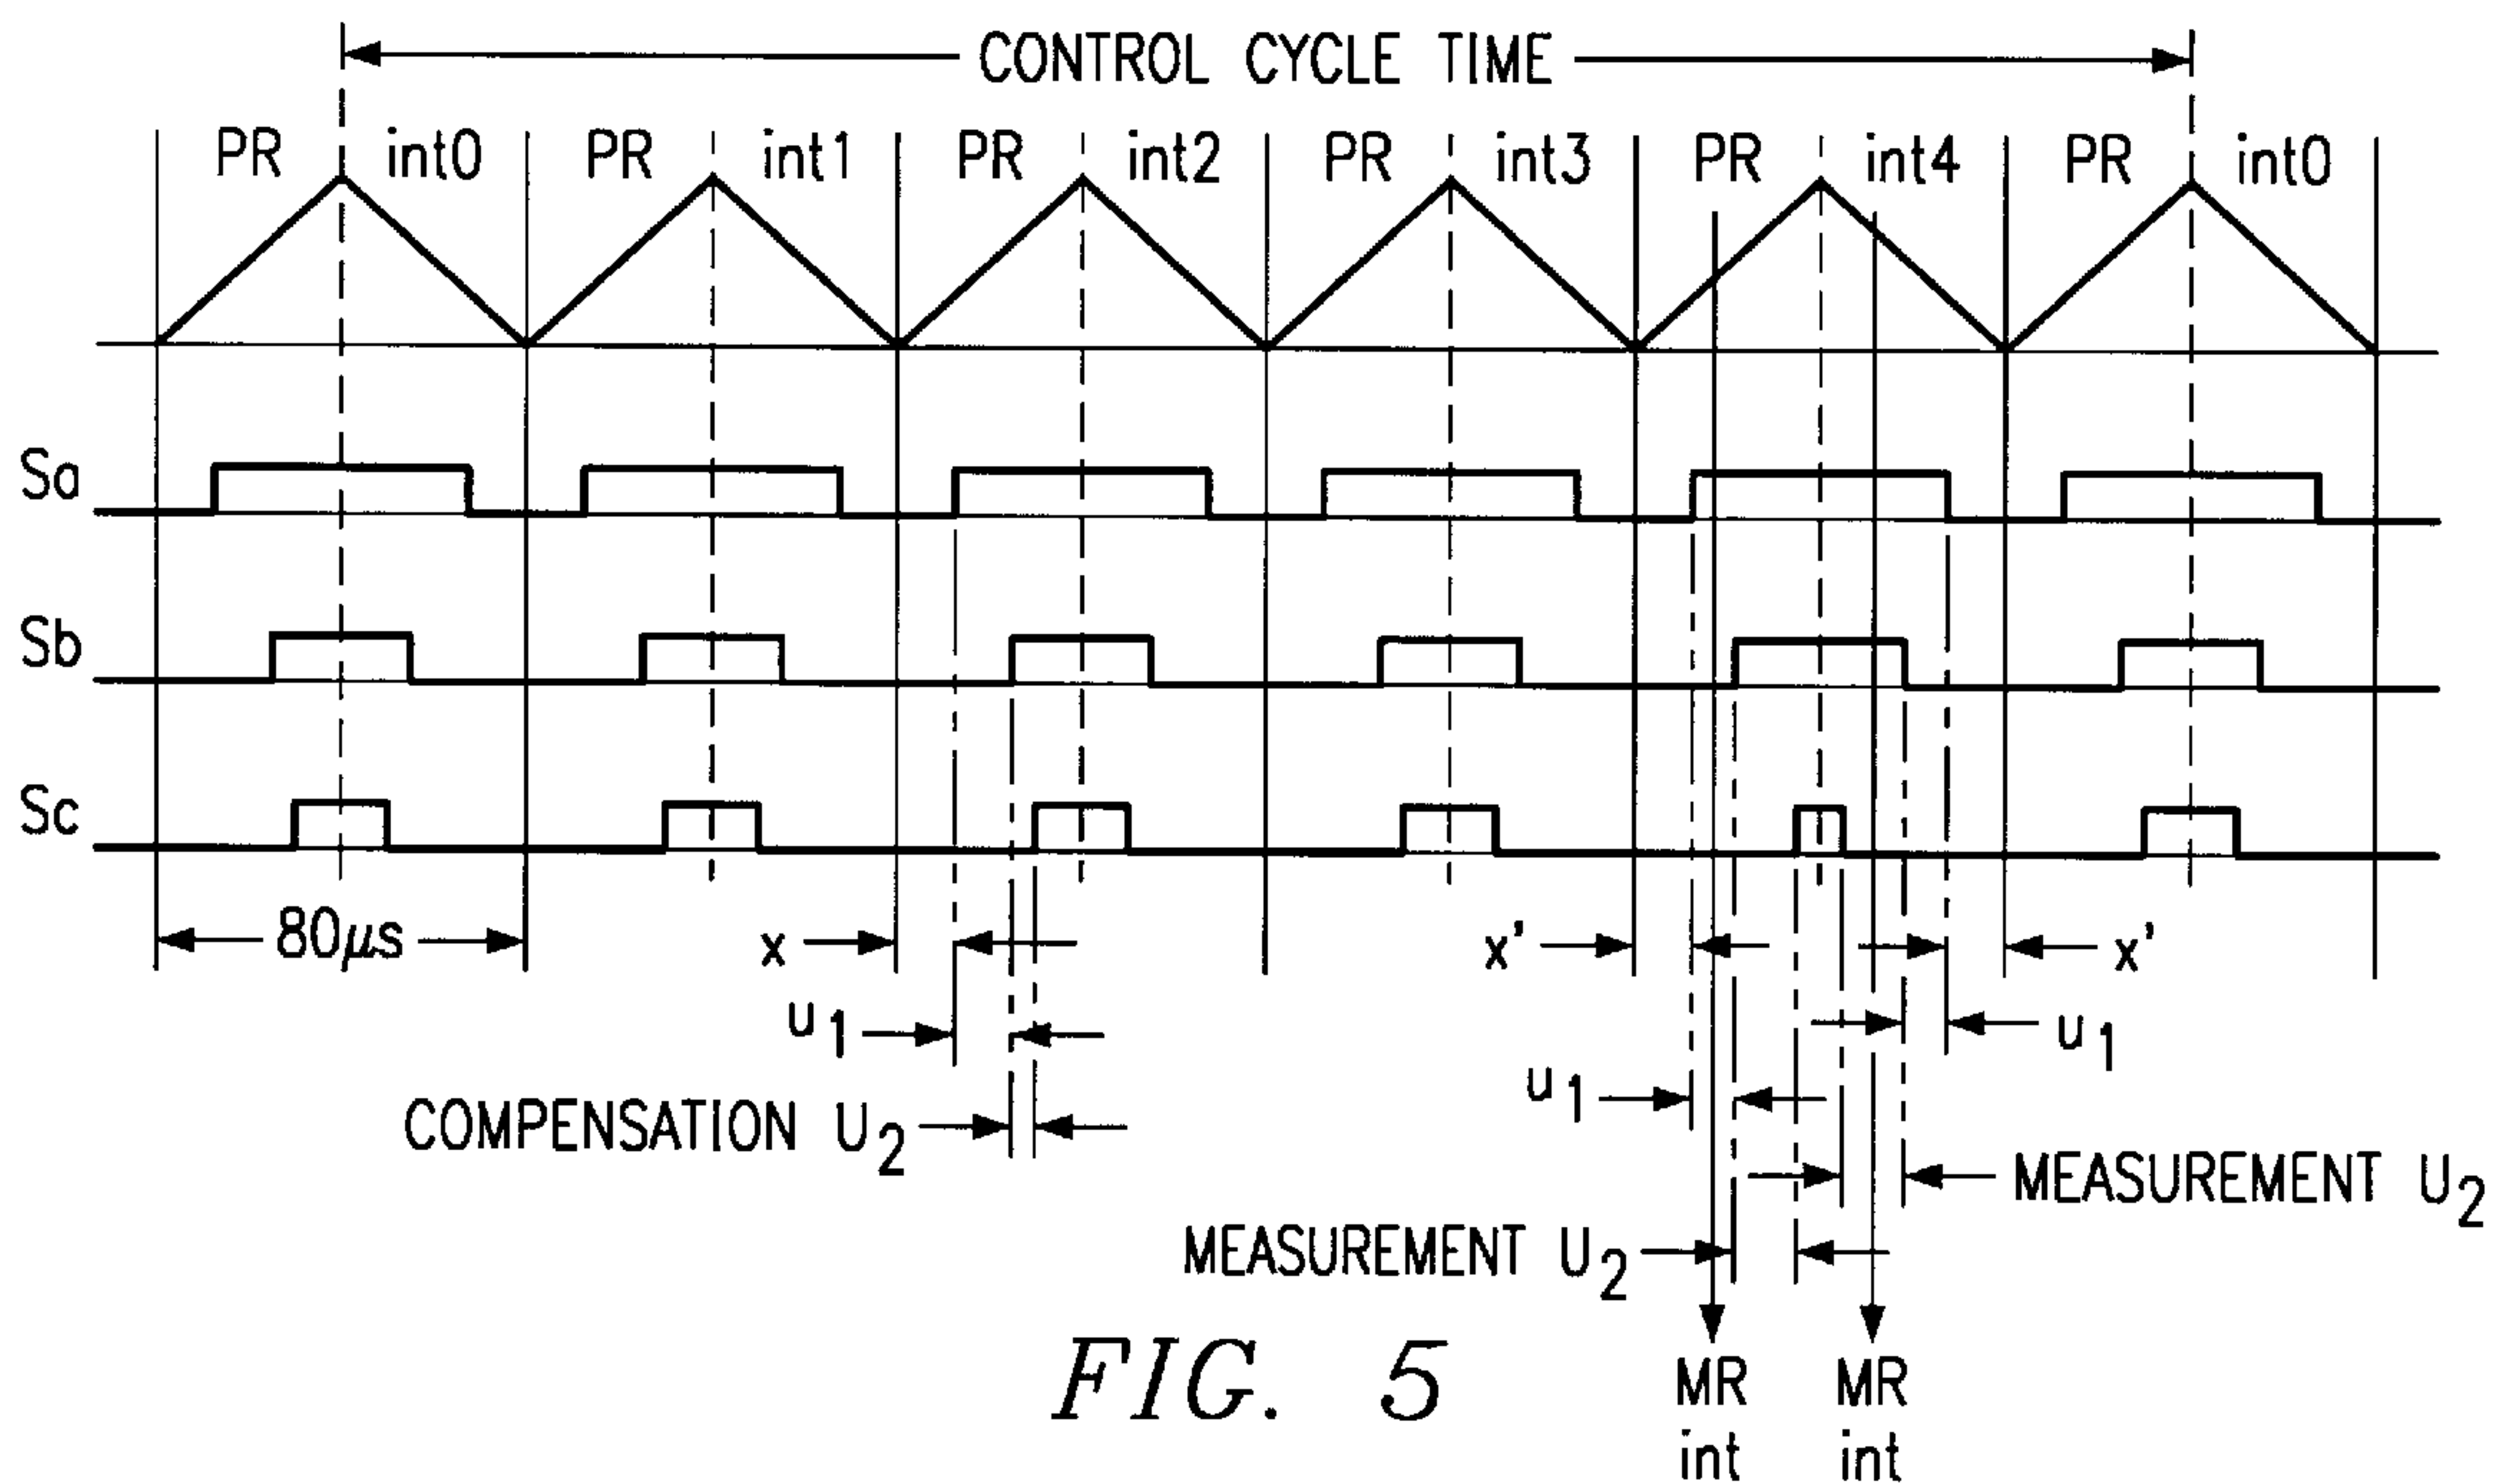 CONTROL CYCLE TIME
PR int0 PR int1 PR int2 PR int3 PR int4 PR int0
Sa
Sb
Sc
80μs x x' x'
u1 u1
u1
COMPENSATION U2
MEASUREMENT U2
MEASUREMENT U2
FIG. 5
MR MR
int int